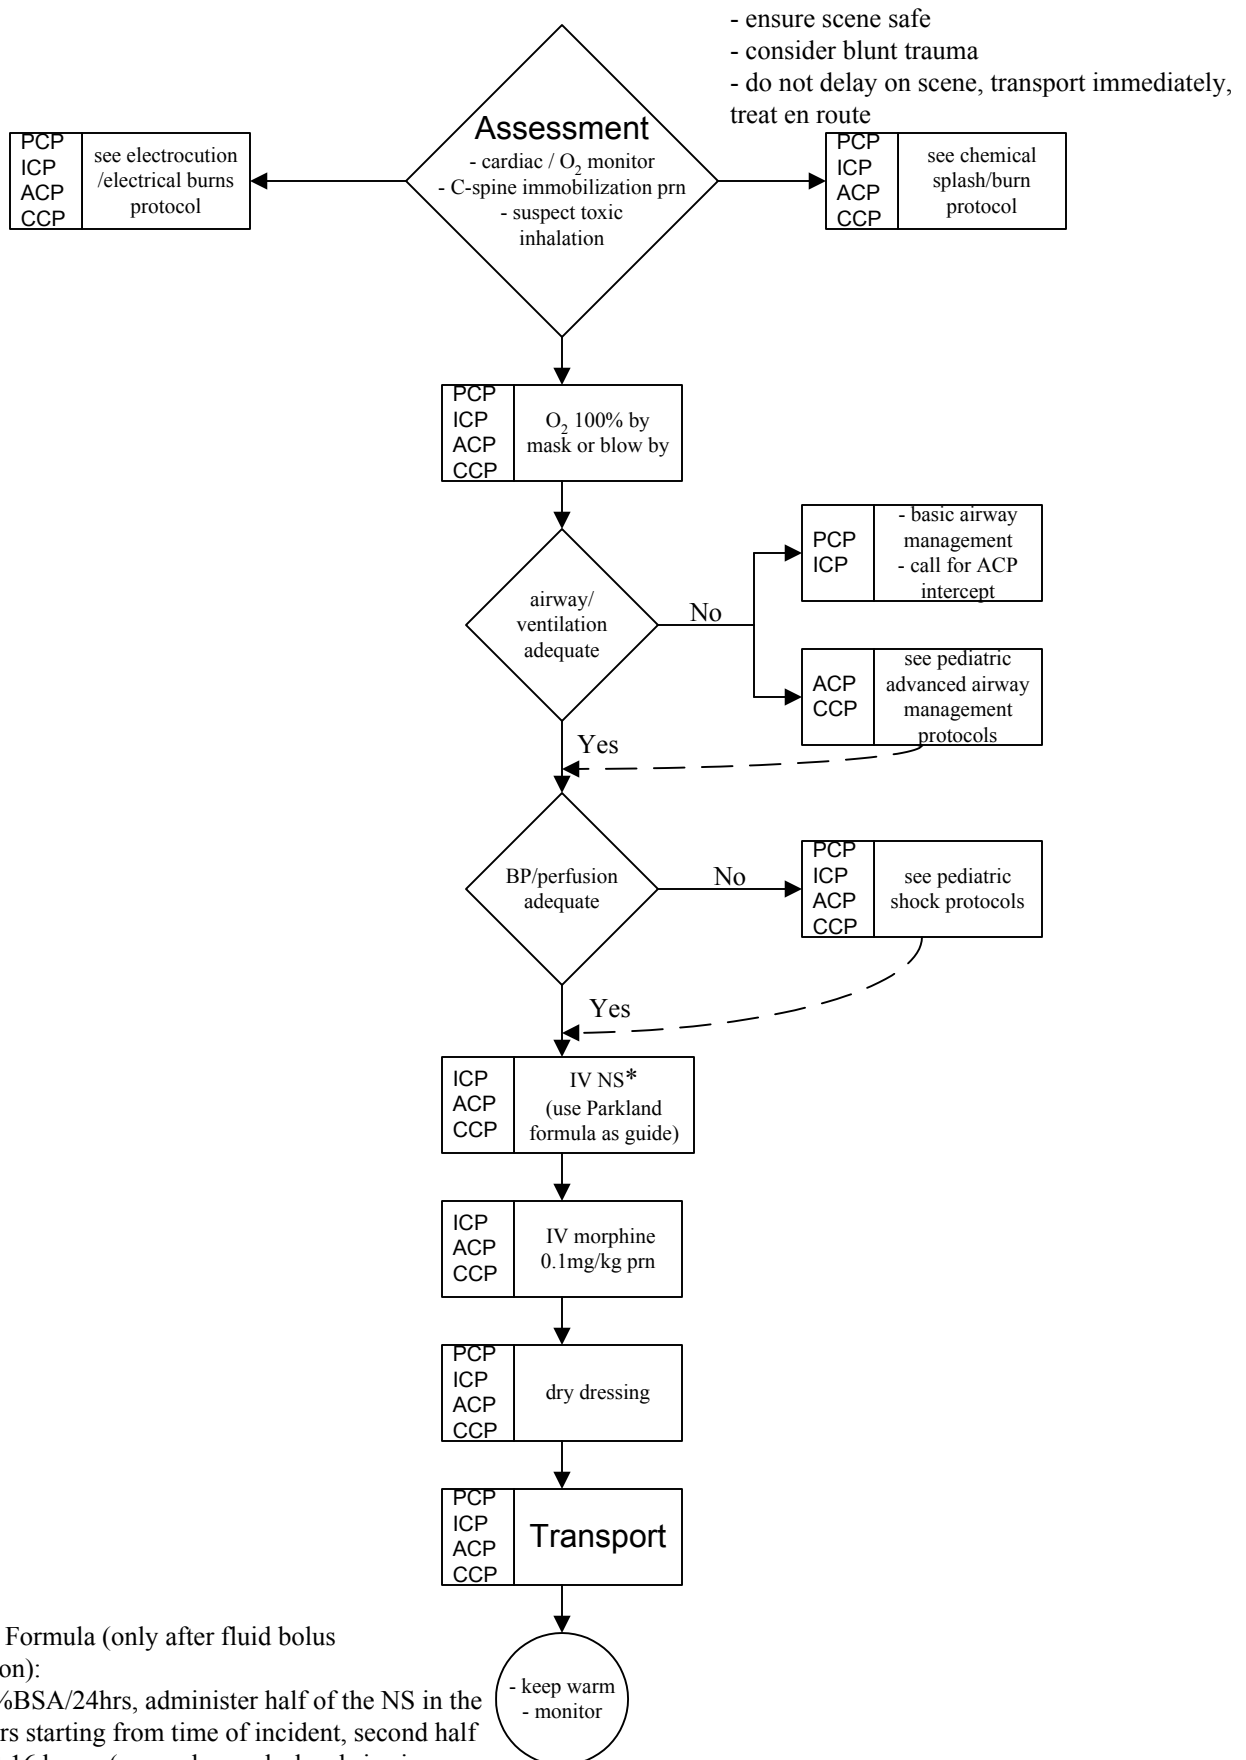 - ensure scene safe
- consider blunt trauma
- do not delay on scene, transport immediately,
treat en route
Assessment
- cardiac / O2 monitor
- C-spine immobilization prn
- suspect toxic
inhalation
PCP
ICP
ACP
CCP
see electrocution
/electrical burns
protocol
PCP
ICP
ACP
CCP
see chemical
splash/burn
protocol
PCP
ICP
ACP
CCP
O2 100% by
mask or blow by
airway/
ventilation
adequate
No
PCP
ICP
- basic airway
management
- call for ACP
intercept
ACP
CCP
see pediatric
advanced airway
management
protocols
Yes
BP/perfusion
adequate
No
PCP
ICP
ACP
CCP
see pediatric
shock protocols
Yes
ICP
ACP
CCP
IV NS*
(use Parkland
formula as guide)
ICP
ACP
CCP
IV morphine
0.1mg/kg prn
PCP
ICP
ACP
CCP
dry dressing
PCP
ICP
ACP
CCP
Transport
- keep warm
- monitor
Formula (only after fluid bolus
on):
%BSA/24hrs, administer half of the NS in the
rs starting from time of incident, second half